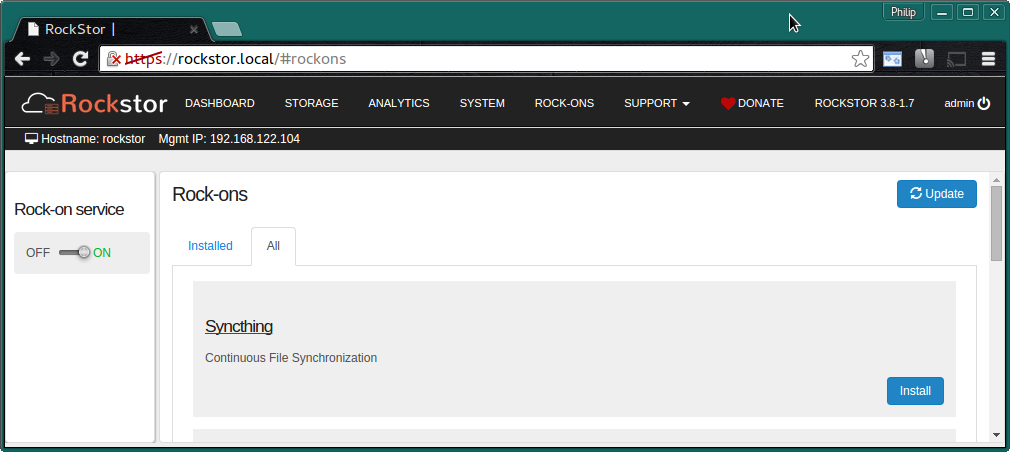 Philip
RockStor |
https://rockstor.local/#rockons
Rockstor DASHBOARD STORAGE ANALYTICS SYSTEM ROCK-ONS SUPPORT DONATE ROCKSTOR 3.8-1.7 admin
Hostname: rockstor Mgmt IP: 192.168.122.104
Rock-on service
OFF ON
Rock-ons
Update
Installed All
Syncthing
Continuous File Synchronization
Install